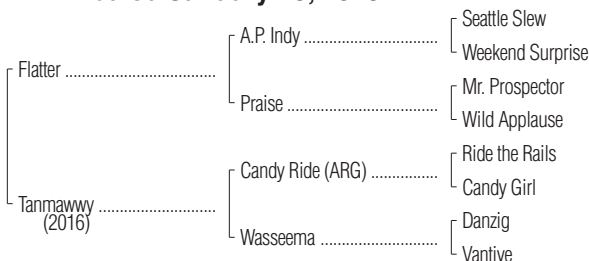 Seattle Slew
A.P. Indy
Weekend Surprise
Flatter
Mr. Prospector
Praise
Wild Applause
Ride the Rails
Candy Ride (ARG)
Candy Girl
Tanmawwy
(2016)
Danzig
Wasseema
Vantive